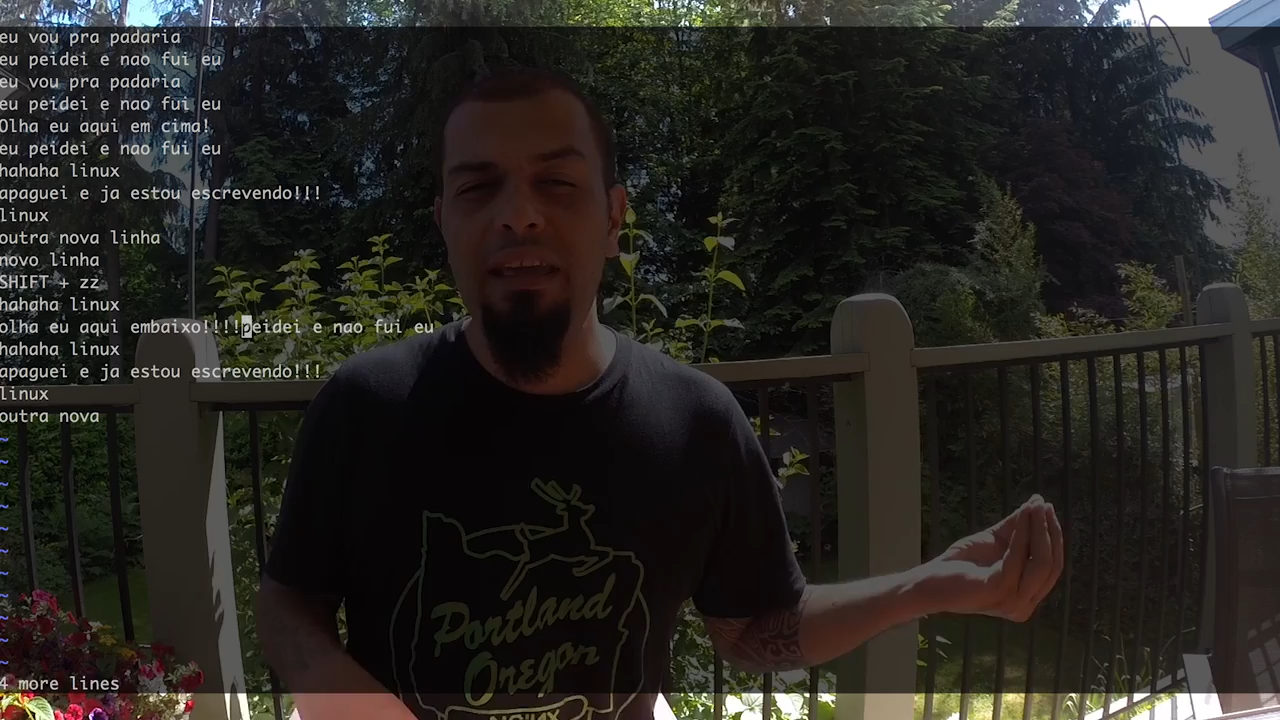 eu vou pra padaria
eu peidei e nao fui eu
eu vou pra padaria
eu peidei e nao fui eu
Olha eu aqui em cima!
eu peidei e nao fui eu
hahaha linux
apaguei e ja estou escrevendo!!!
linux
outra nova linha
novo linha
SHIFT + zz
hahaha linux
olha eu aqui embaixo!!!!peidei e nao fui eu
hahaha linux
apaguei e ja estou escrevendo!!!
linux
outra nova
~
~
~
~
~
~
~
~
~
~
~
4 more lines
Portland
Oregon